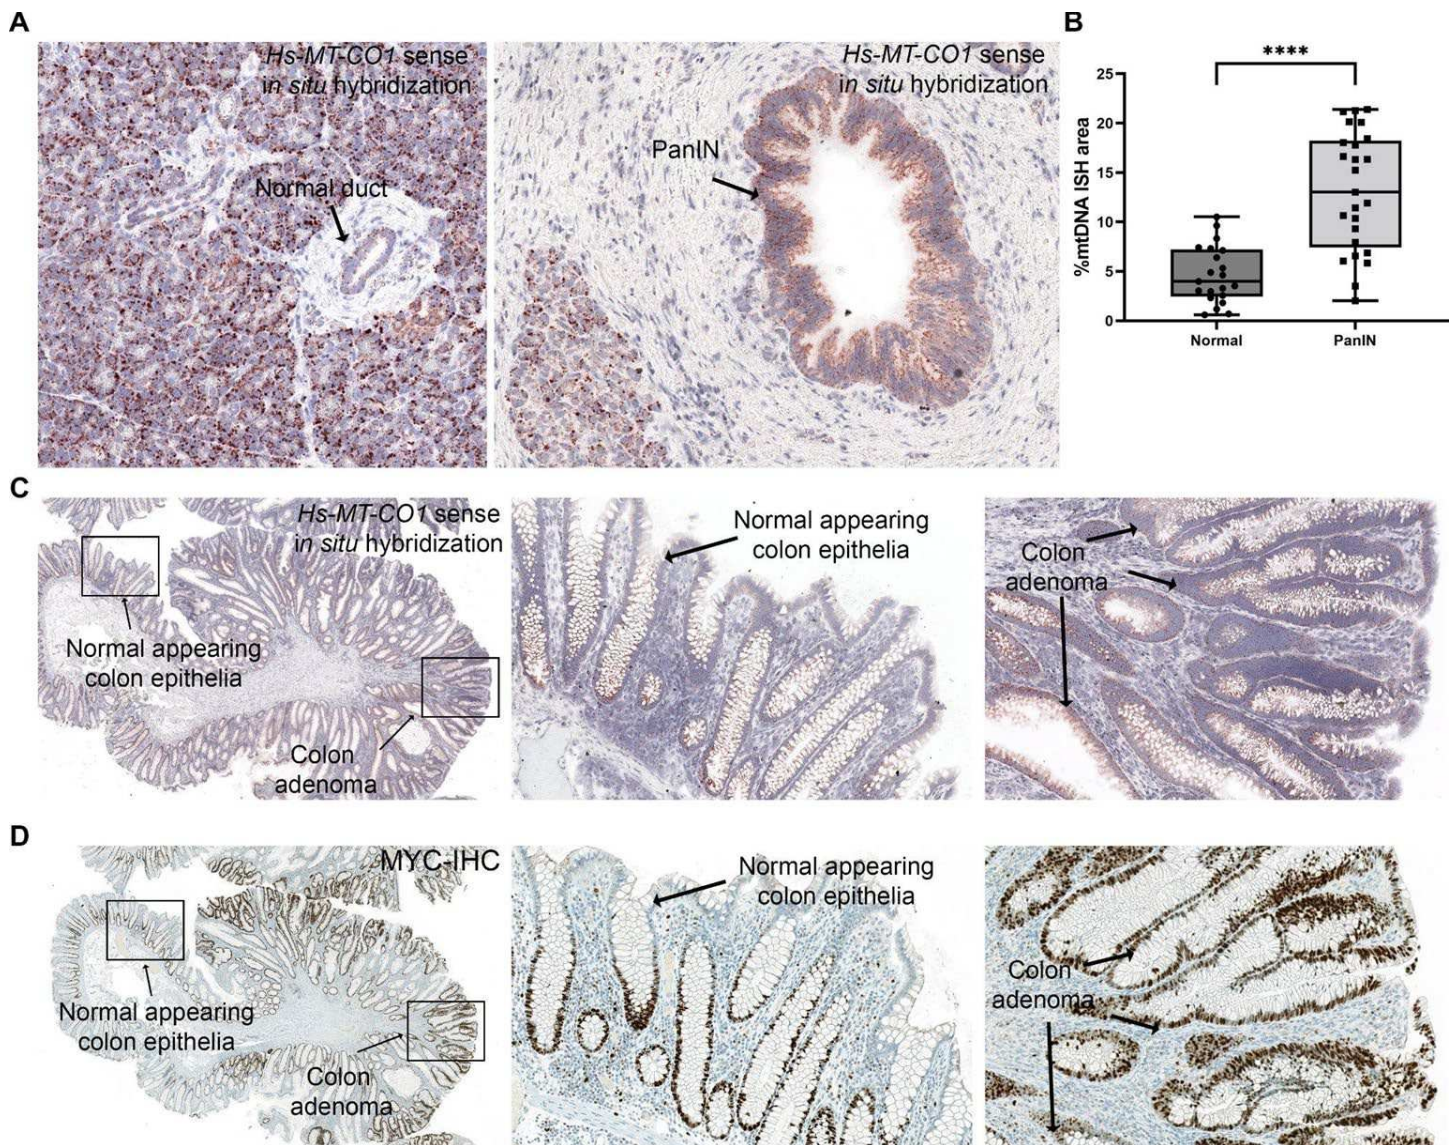 A
Hs-MT-CO1 sense
in situ hybridization
Normal duct
Hs-MT-CO1 sense
in situ hybridization
PanIN
B
****
25
20
15
10
5
0
%mtDNA ISH area
Normal
PanIN
C
Hs-MT-CO1 sense
in situ hybridization
Normal appearing
colon epithelia
Colon
adenoma
Normal appearing
colon epithelia
Colon
adenoma
D
MYC-IHC
Normal appearing
colon epithelia
Colon
adenoma
Normal appearing
colon epithelia
Colon
adenoma